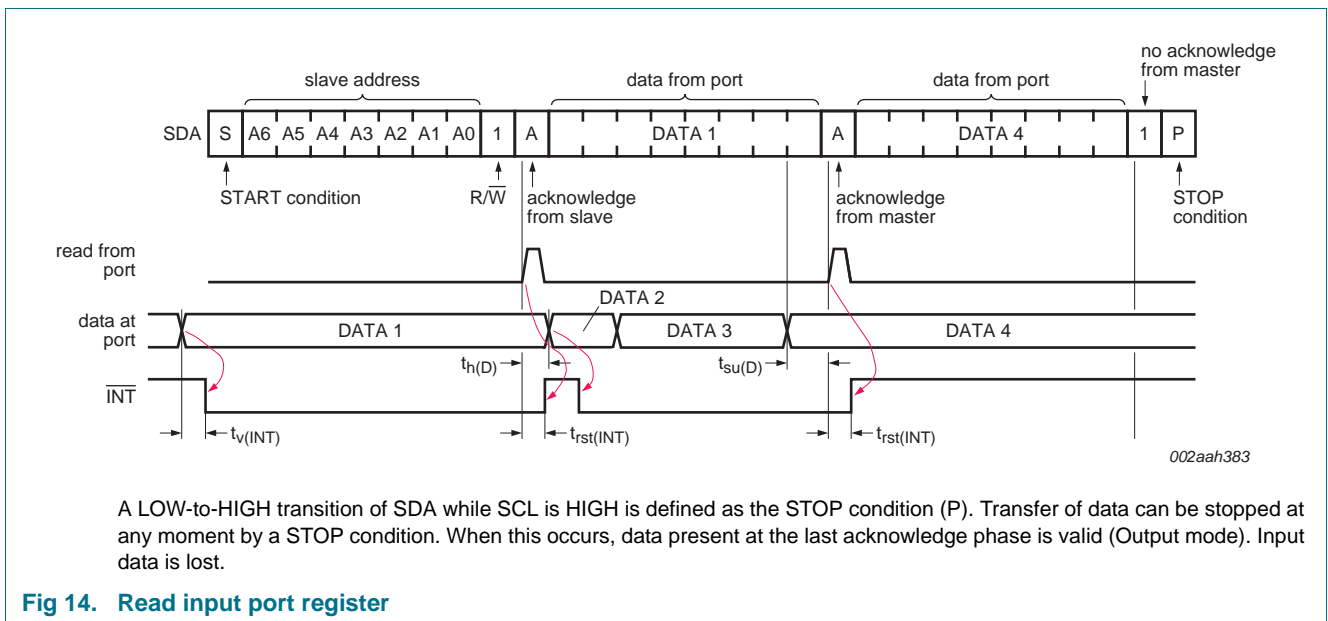 no acknowledge
from master
slave address
data from port
data from port
SDA S A6 A5 A4 A3 A2 A1 A0 1 A DATA 1 A DATA 4 1 P
START condition
R/W̅
acknowledge
from slave
acknowledge
from master
STOP
condition
read from
port
DATA 2
data at
port
DATA 1
DATA 3
DATA 4
th(D)
tsu(D)
I̅N̅T̅
tv(INT)
trst(INT)
trst(INT)
002aah383
A LOW-to-HIGH transition of SDA while SCL is HIGH is defined as the STOP condition (P). Transfer of data can be stopped at
any moment by a STOP condition. When this occurs, data present at the last acknowledge phase is valid (Output mode). Input
data is lost.
Fig 14. Read input port register